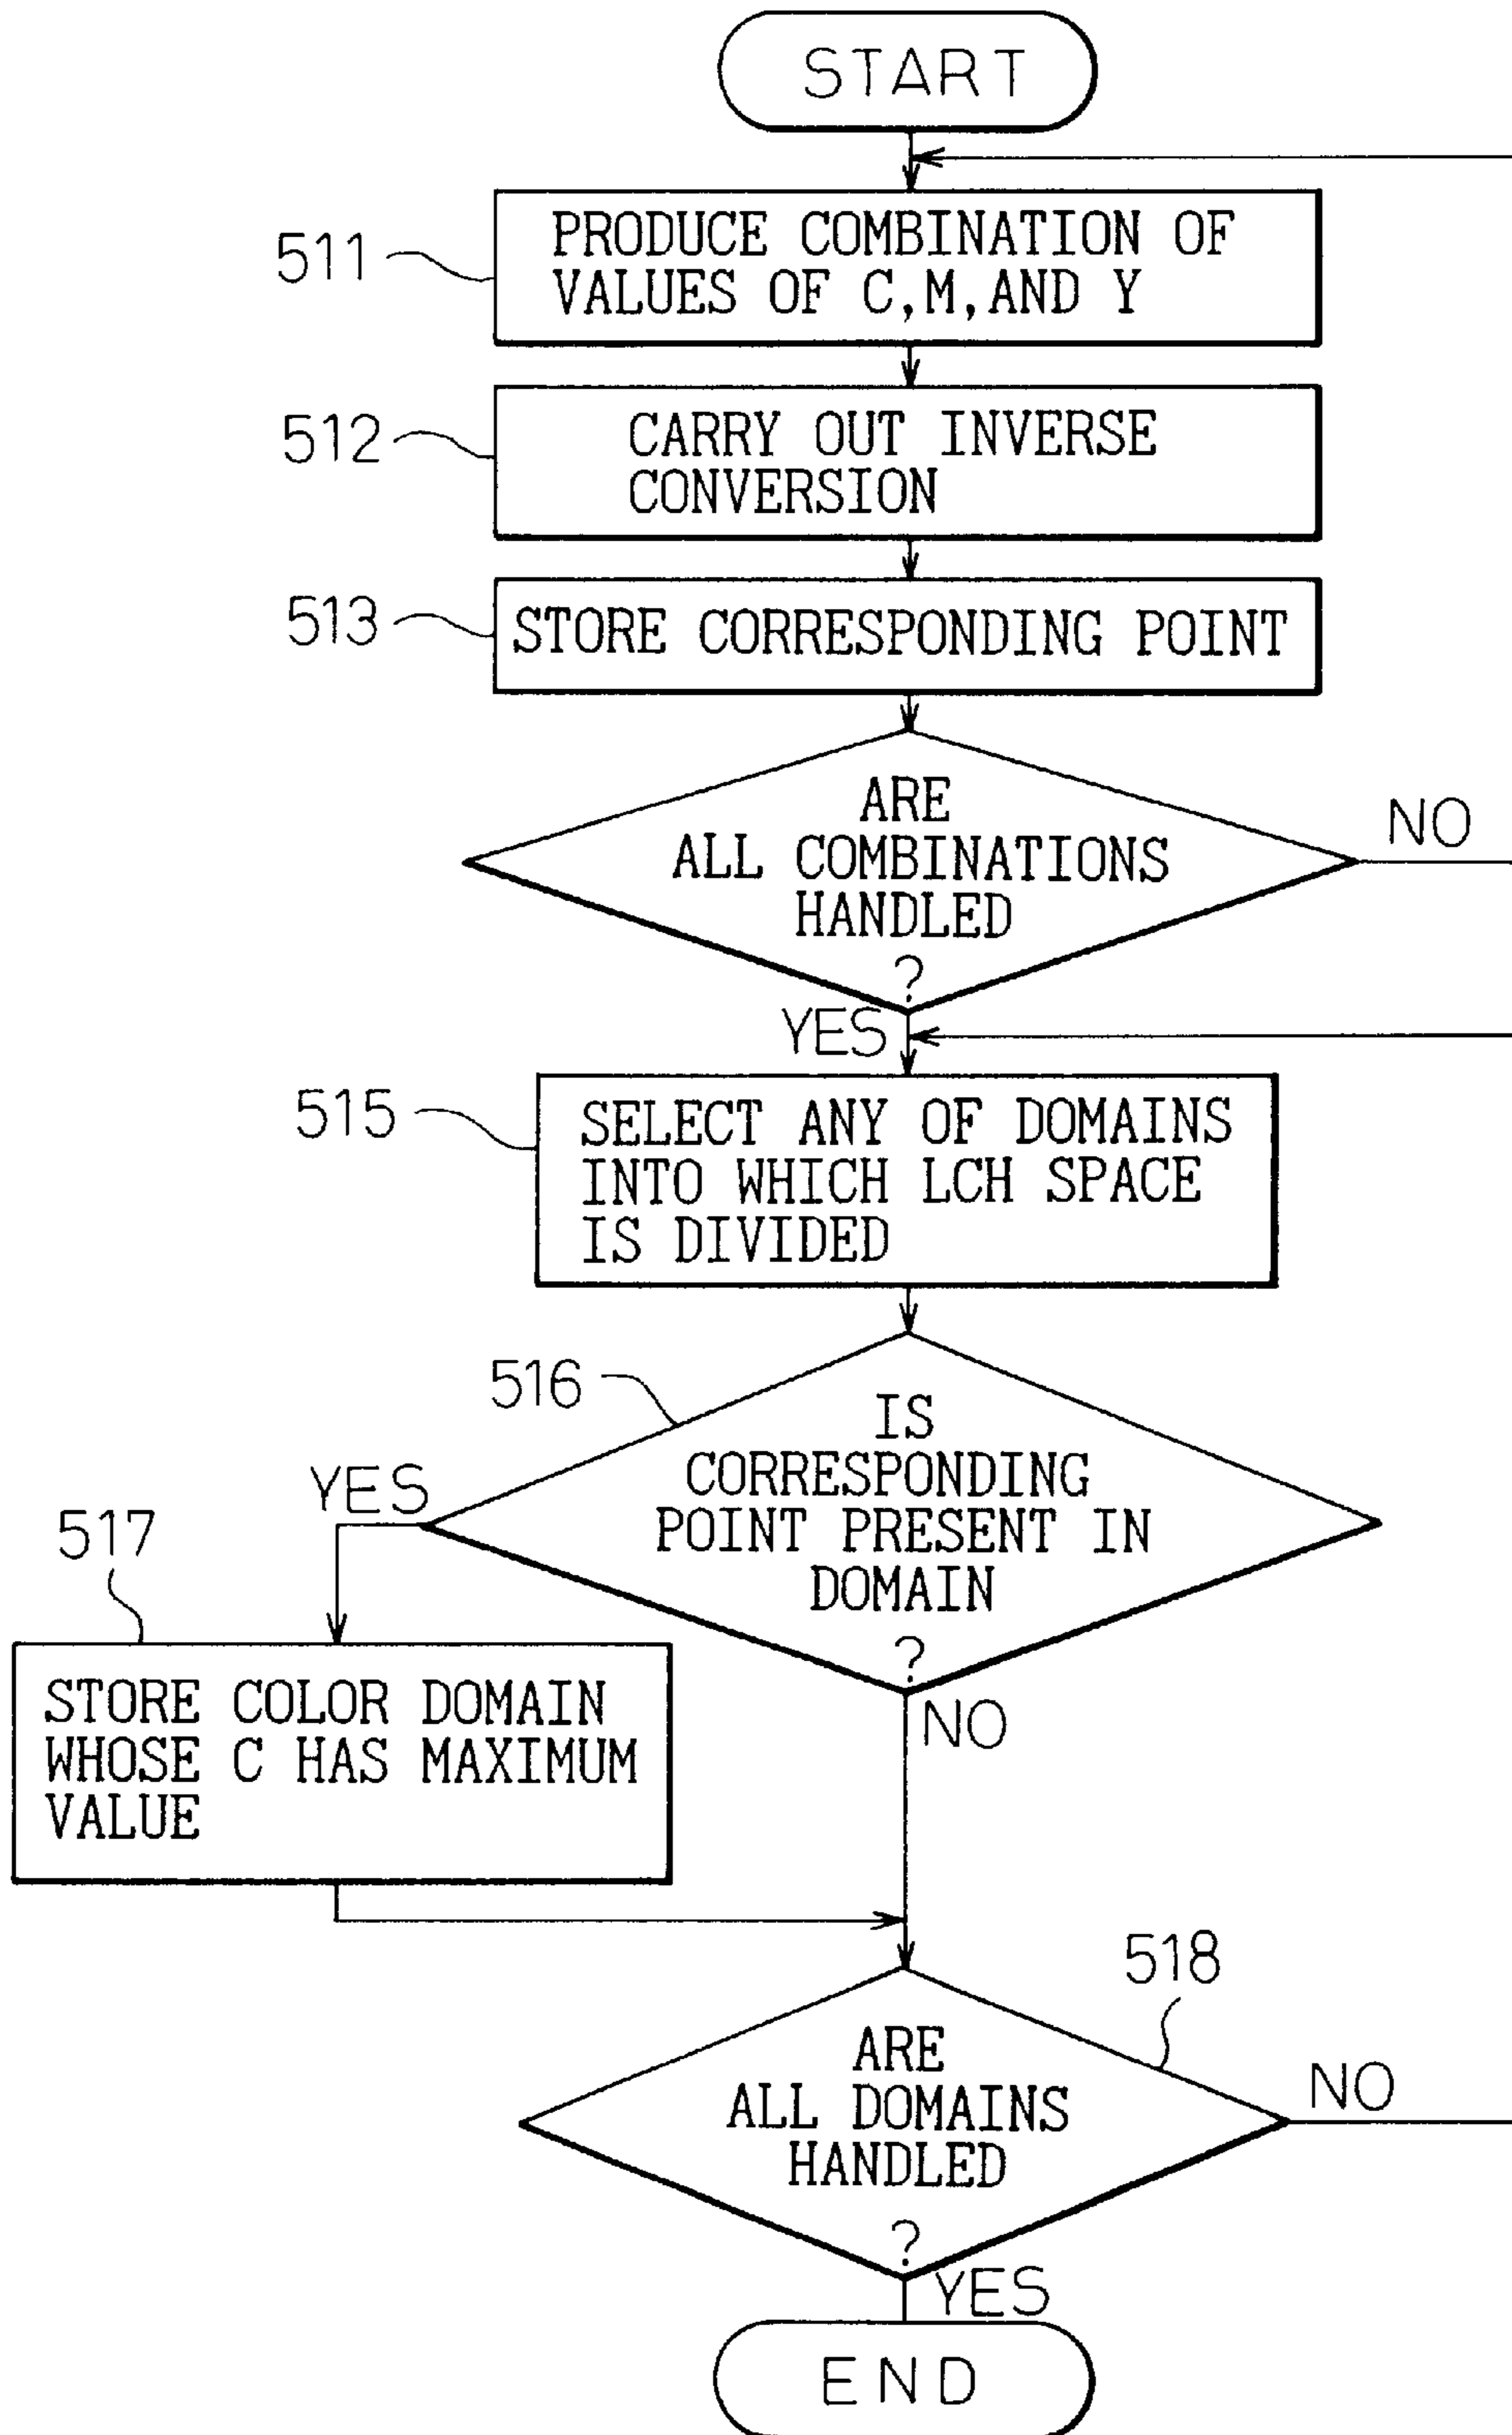 START
511
PRODUCE COMBINATION OF
VALUES OF C,M,AND Y
512
CARRY OUT INVERSE
CONVERSION
513
STORE CORRESPONDING POINT
ARE
ALL COMBINATIONS
HANDLED
?
NO
YES
515
SELECT ANY OF DOMAINS
INTO WHICH LCH SPACE
IS DIVIDED
516
IS
CORRESPONDING
POINT PRESENT IN
DOMAIN
?
YES
NO
517
STORE COLOR DOMAIN
WHOSE C HAS MAXIMUM
VALUE
518
ARE
ALL DOMAINS
HANDLED
?
NO
YES
END